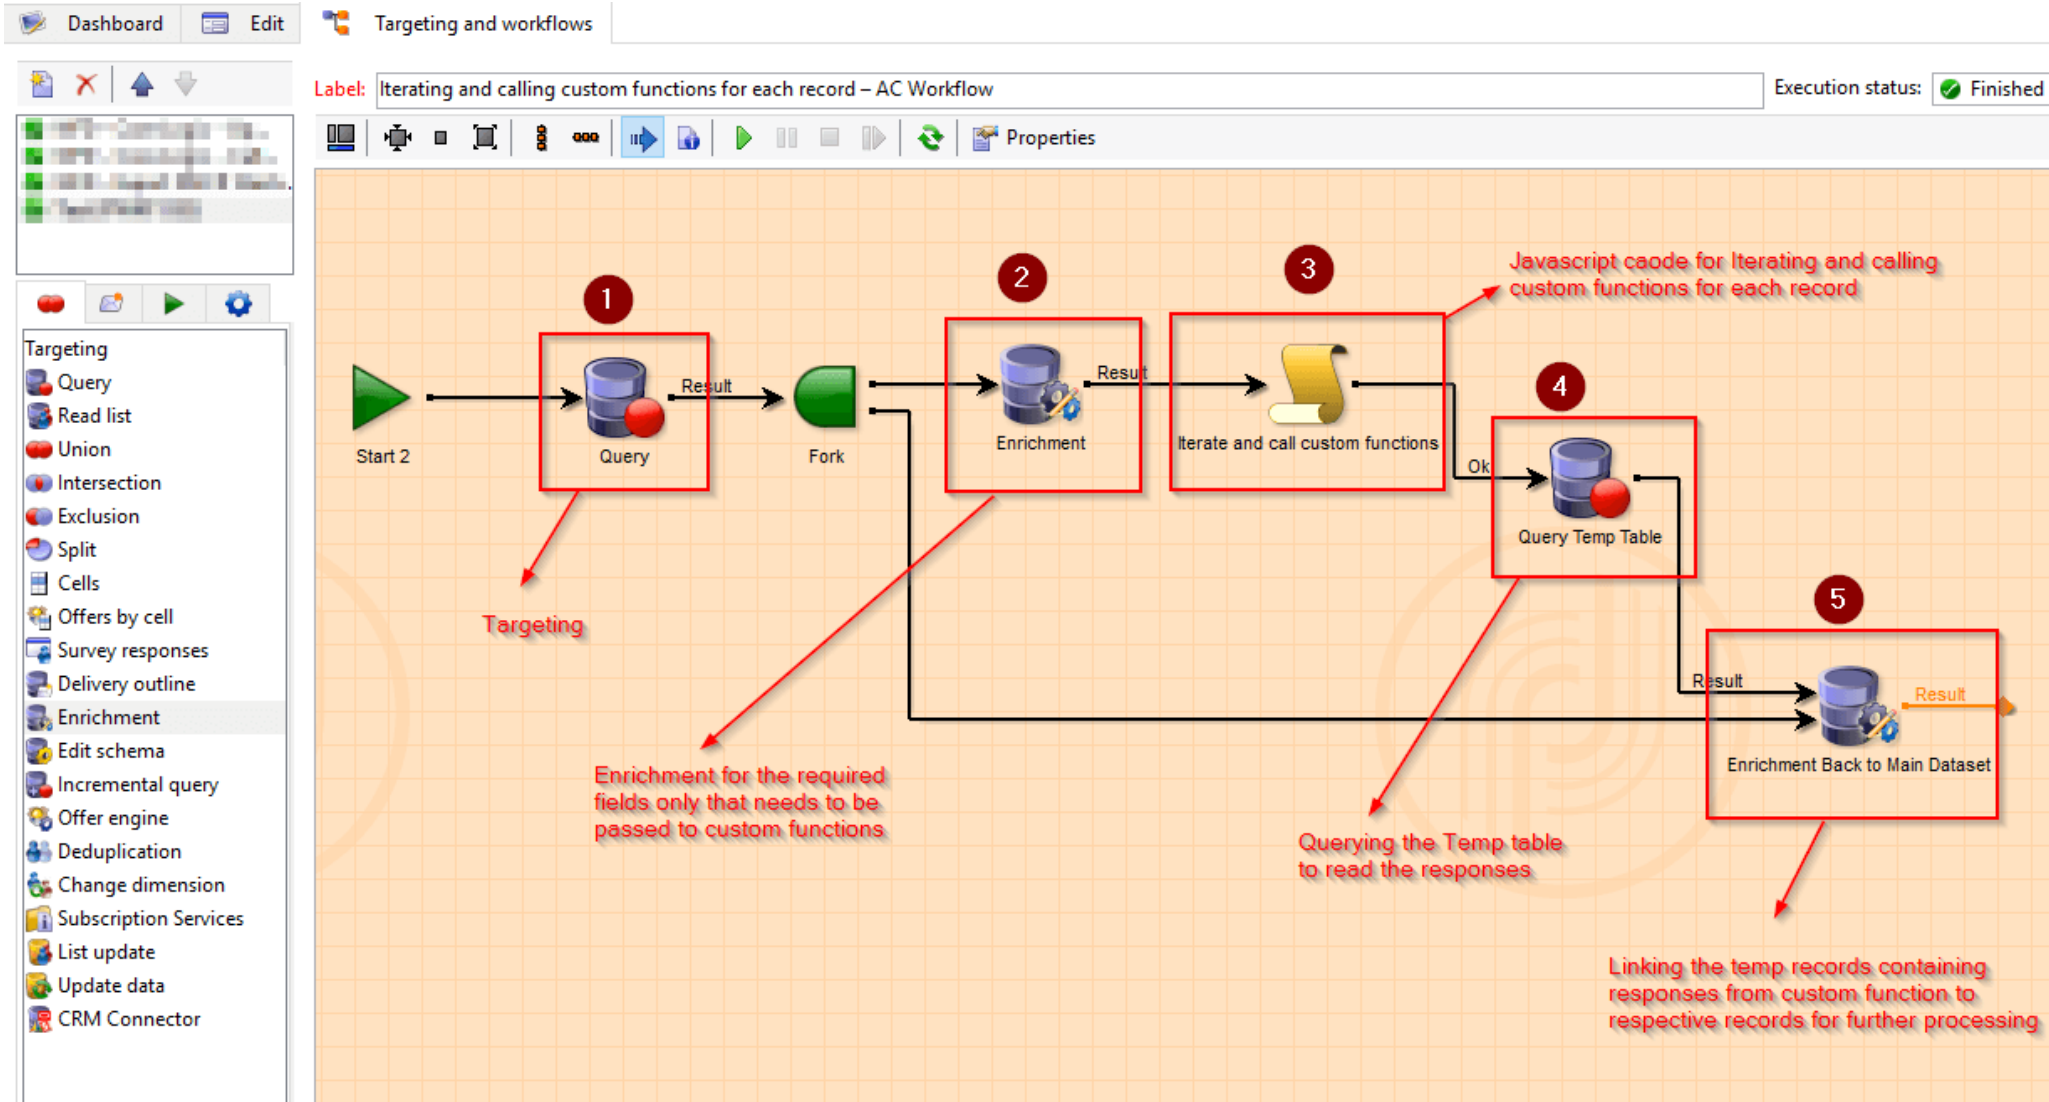 Dashboard
Edit
Targeting and workflows
Label: Iterating and calling custom functions for each record – AC Workflow
Execution status: Finished
Properties
Targeting
Query
Read list
Union
Intersection
Exclusion
Split
Cells
Offers by cell
Survey responses
Delivery outline
Enrichment
Edit schema
Incremental query
Offer engine
Deduplication
Change dimension
Subscription Services
List update
Update data
CRM Connector
Start 2
1
Query
Result
Targeting
Fork
2
Enrichment
Result
Enrichment for the required
fields only that needs to be
passed to custom functions
3
Iterate and call custom functions
Javascript caode for Iterating and calling
custom functions for each record
Ok
4
Query Temp Table
Querying the Temp table
to read the responses
Result
5
Enrichment Back to Main Dataset
Result
Linking the temp records containing
responses from custom function to
respective records for further processing